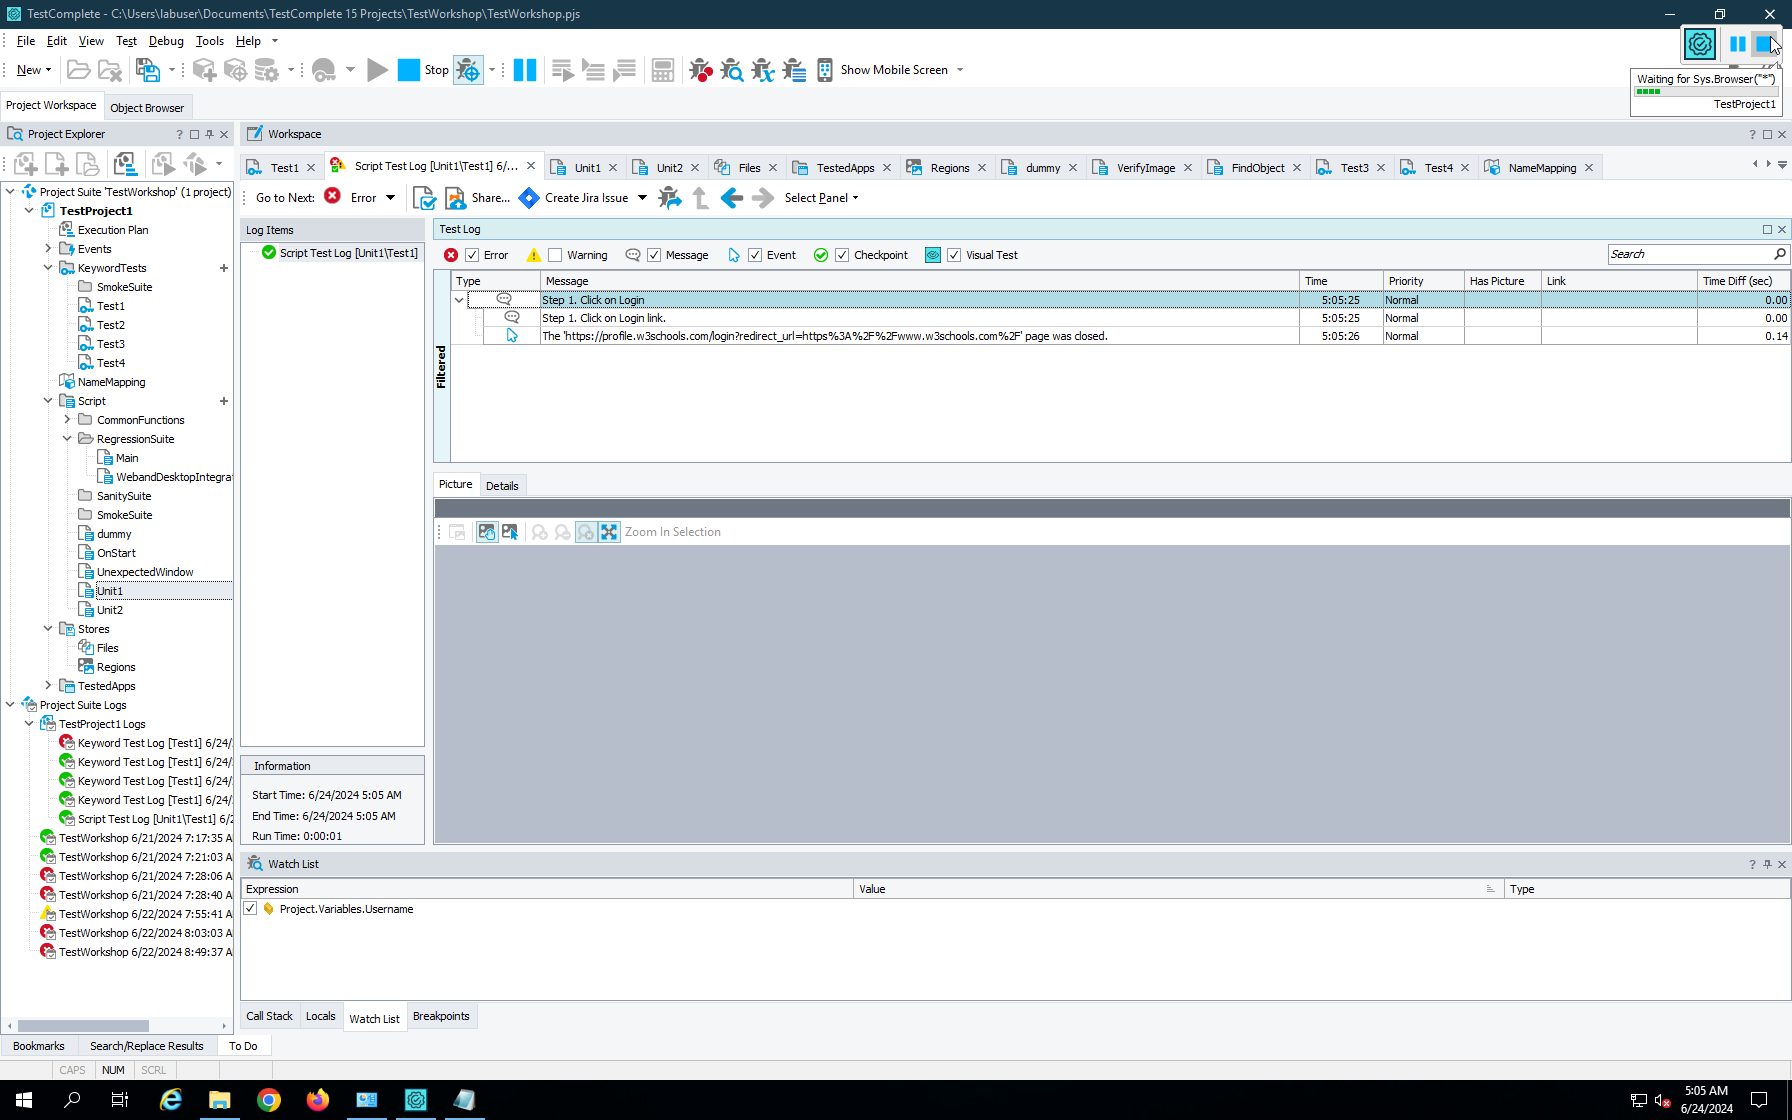 TestComplete - C:\Users\labuser\Documents\TestComplete 15 Projects\TestWorkshop\TestWorkshop.pjs
File Edit View Test Debug Tools Help
New Stop Show Mobile Screen
Waiting for Sys.Browser("*")
TestProject1
Project Workspace Object Browser
Project Explorer ? Workspace ?
Test1 Script Test Log [Unit1\Test1] 6/... Unit1 Unit2 Files TestedApps Regions dummy VerifyImage FindObject Test3 Test4 NameMapping
Go to Next: Error Share... Create Jira Issue Select Panel
Project Suite 'TestWorkshop' (1 project)
TestProject1
Execution Plan
Events
KeywordTests
SmokeSuite
Test1
Test2
Test3
Test4
NameMapping
Script
CommonFunctions
RegressionSuite
Main
WebandDesktopIntegrat
SanitySuite
SmokeSuite
dummy
OnStart
UnexpectedWindow
Unit1
Unit2
Stores
Files
Regions
TestedApps
Project Suite Logs
TestProject1 Logs
Keyword Test Log [Test1] 6/24/
Keyword Test Log [Test1] 6/24/
Keyword Test Log [Test1] 6/24/
Keyword Test Log [Test1] 6/24/
Script Test Log [Unit1\Test1] 6/2
TestWorkshop 6/21/2024 7:17:35 A
TestWorkshop 6/21/2024 7:21:03 A
TestWorkshop 6/21/2024 7:28:06 A
TestWorkshop 6/21/2024 7:28:40 A
TestWorkshop 6/22/2024 7:55:41 A
TestWorkshop 6/22/2024 8:03:03 A
TestWorkshop 6/22/2024 8:49:37 A
Log Items
Script Test Log [Unit1\Test1]
Information
Start Time: 6/24/2024 5:05 AM
End Time: 6/24/2024 5:05 AM
Run Time: 0:00:01
Test Log
Error Warning Message Event Checkpoint Visual Test Search
Filtered
Type Message Time Priority Has Picture Link Time Diff (sec)
Step 1. Click on Login 5:05:25 Normal 0.00
Step 1. Click on Login link. 5:05:25 Normal 0.00
The 'https://profile.w3schools.com/login?redirect_url=https%3A%2F%2Fwww.w3schools.com%2F' page was closed. 5:05:26 Normal 0.14
Picture Details
Zoom In Selection
Watch List ?
Expression Value Type
Project.Variables.Username
Call Stack Locals Watch List Breakpoints
Bookmarks Search/Replace Results To Do
CAPS NUM SCRL
5:05 AM
6/24/2024